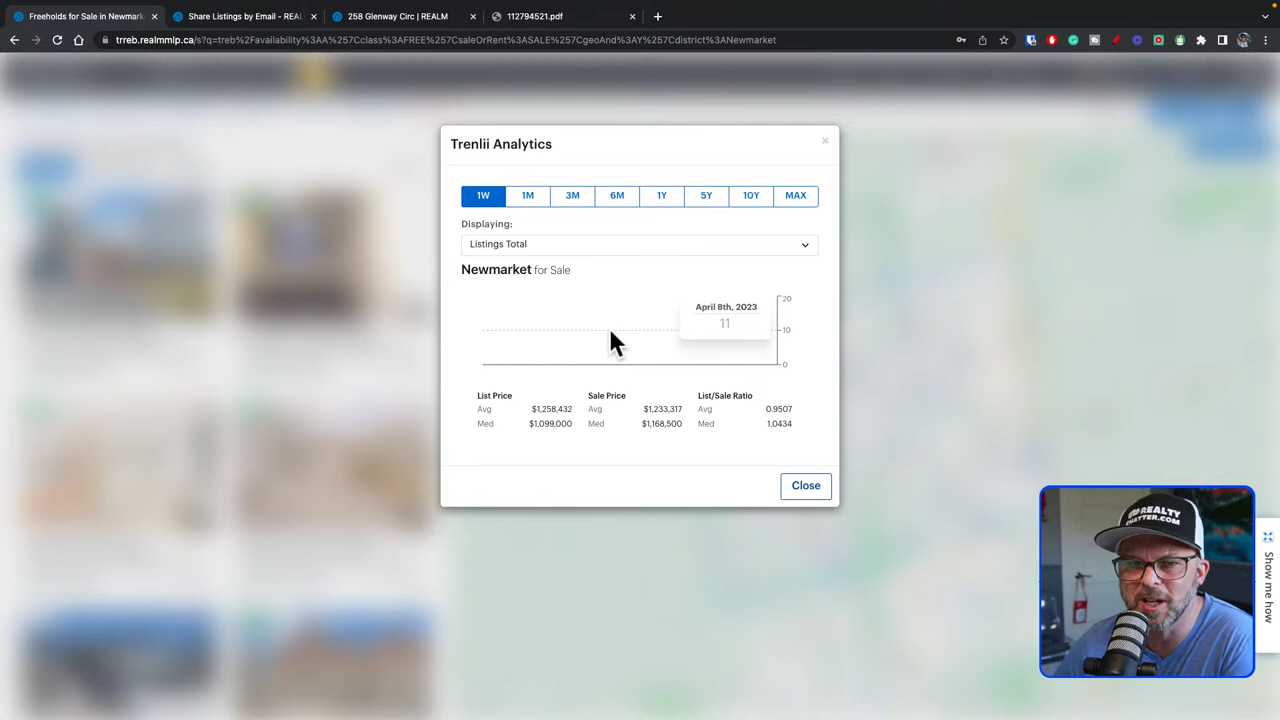 Freeholds for Sale in Newmark
Share Listings by Email - REAL
258 Glenway Circ | REALM
112794521.pdf
trreb.realmmlp.ca/s?q=treb%2Favailability%3AA%257Cclass%3AFREE%257CsaleOrRent%3ASALE%257CgeoAnd%3AY%257Cdistrict%3ANewmarket
Trenlii Analytics
1W 1M 3M 6M 1Y 5Y 10Y MAX
Displaying:
Listings Total
Newmarket for Sale
April 8th, 2023
11
20
10
0
List Price Sale Price List/Sale Ratio
Avg $1,258,432 Avg $1,233,317 Avg 0.9507
Med $1,099,000 Med $1,168,500 Med 1.0434
Close
REALTY
CHATTER.COM
Show me how